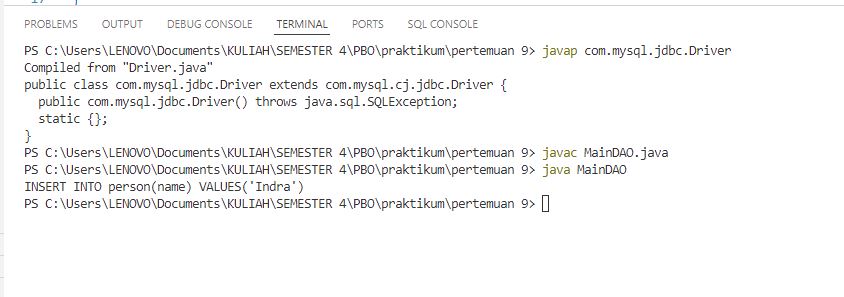 PROBLEMS OUTPUT DEBUG CONSOLE TERMINAL PORTS SQL CONSOLE
PS C:\Users\LENOVO\Documents\KULIAH\SEMESTER 4\PBO\praktikum\pertemuan 9> javap com.mysql.jdbc.Driver
Compiled from "Driver.java"
public class com.mysql.jdbc.Driver extends com.mysql.cj.jdbc.Driver {
  public com.mysql.jdbc.Driver() throws java.sql.SQLException;
  static {};
}
PS C:\Users\LENOVO\Documents\KULIAH\SEMESTER 4\PBO\praktikum\pertemuan 9> javac MainDAO.java
PS C:\Users\LENOVO\Documents\KULIAH\SEMESTER 4\PBO\praktikum\pertemuan 9> java MainDAO
INSERT INTO person(name) VALUES('Indra')
PS C:\Users\LENOVO\Documents\KULIAH\SEMESTER 4\PBO\praktikum\pertemuan 9>